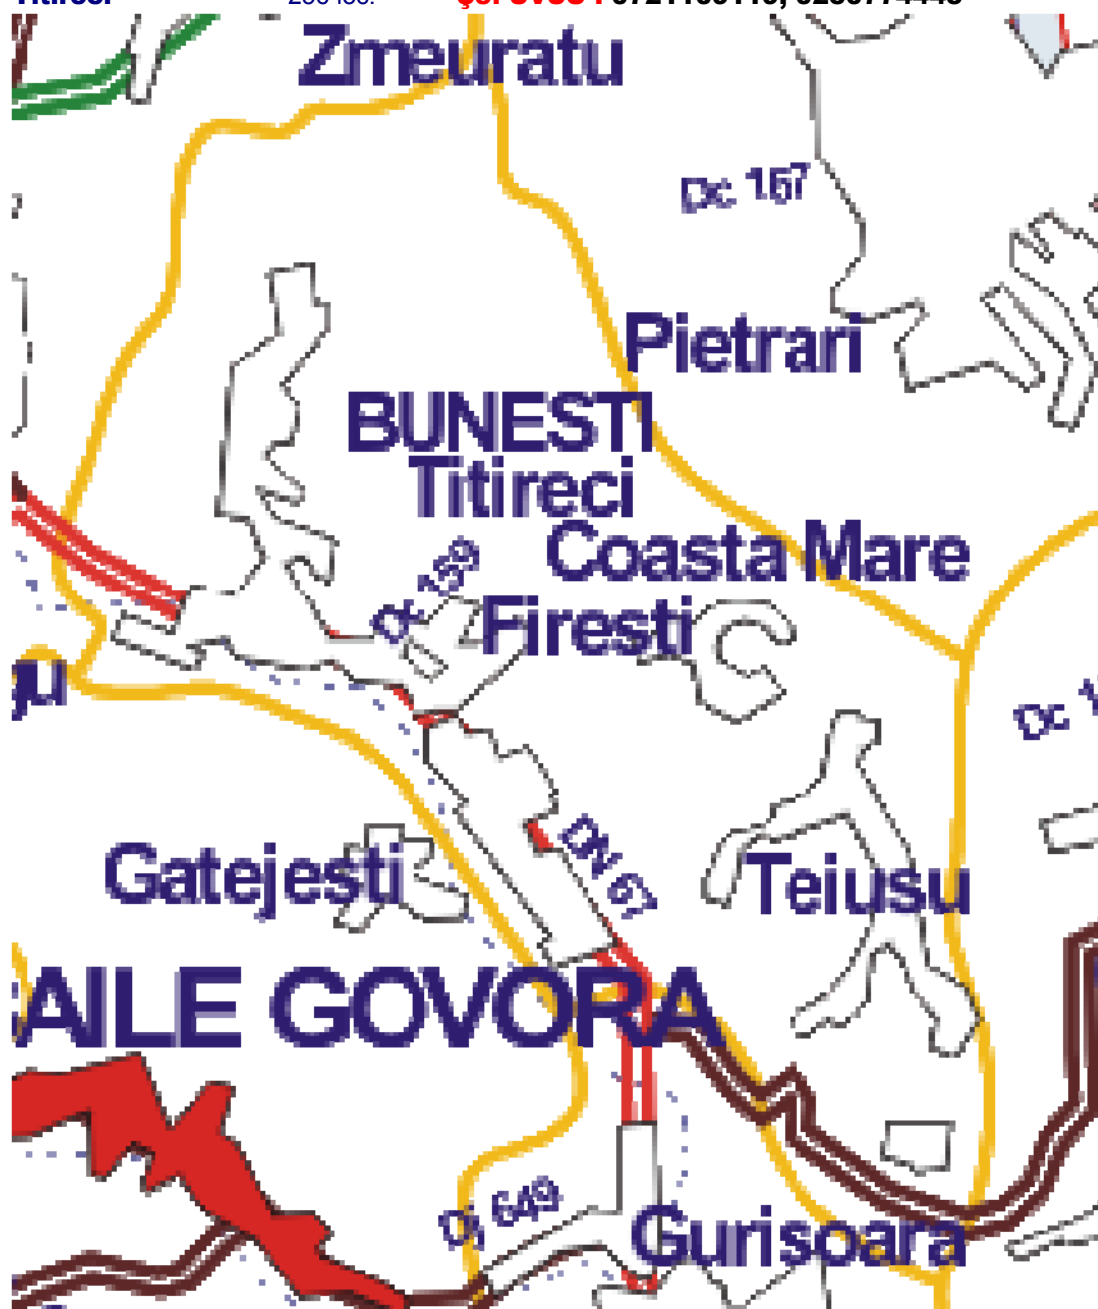 Zmeuratu
Dc 167
Pietrari
BUNESTI
Titireci
Coasta Mare
Dc 159
Firesti
Dc
DN 67
Gatejesti
Teiusu
AILE GOVORA
Dj 649
Gurisoara